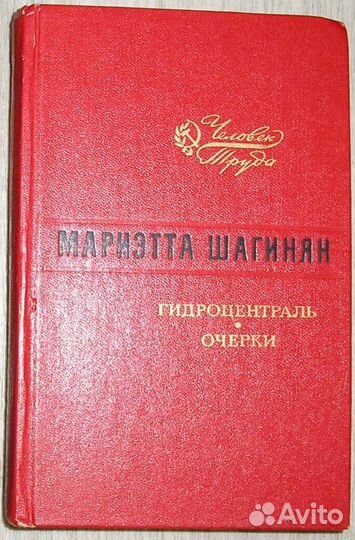 Человек
Труда
МАРИЭТТА ШАГИНЯН
ГИДРОЦЕНТРАЛЬ
•
ОЧЕРКИ
Avito